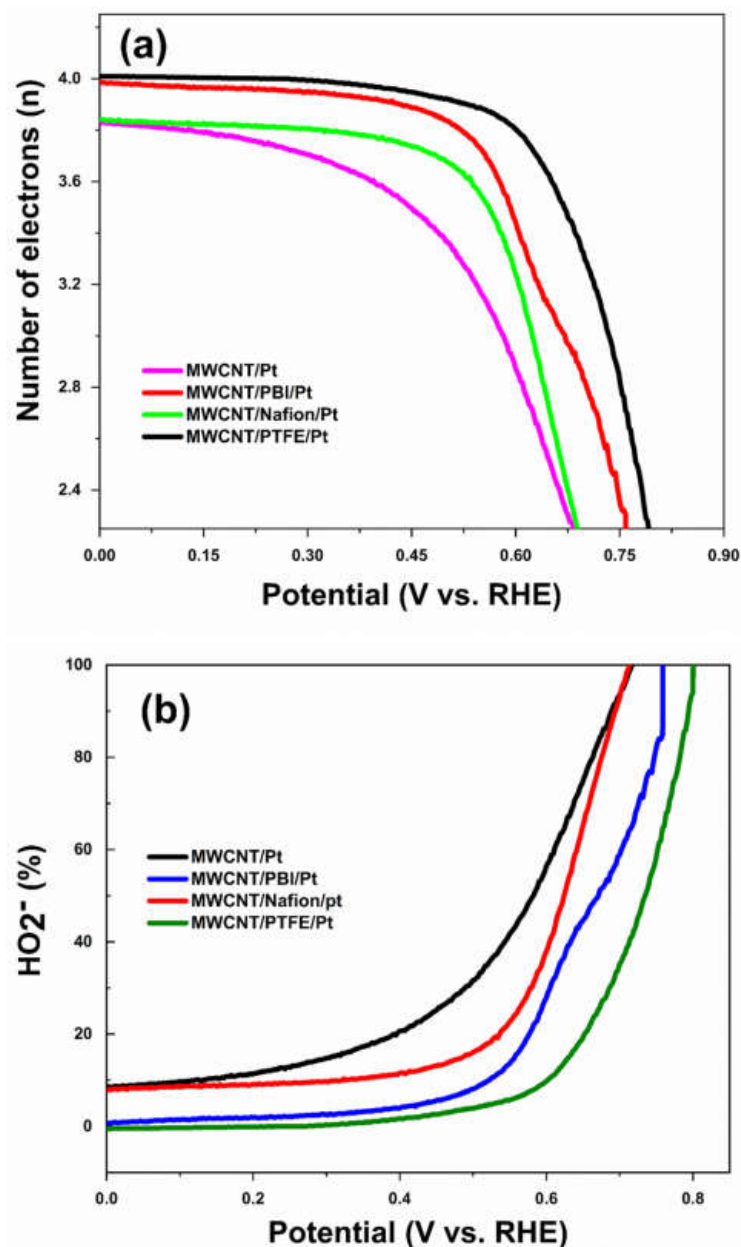 (a)
Number of electrons (n)
4.0
3.6
3.2
2.8
2.4
MWCNT/Pt
MWCNT/PBI/Pt
MWCNT/Nafion/Pt
MWCNT/PTFE/Pt
0.00 0.15 0.30 0.45 0.60 0.75 0.90
Potential (V vs. RHE)
(b)
HO2⁻ (%)
100
80
60
40
20
0
MWCNT/Pt
MWCNT/PBI/Pt
MWCNT/Nafion/pt
MWCNT/PTFE/Pt
0.0 0.2 0.4 0.6 0.8
Potential (V vs. RHE)